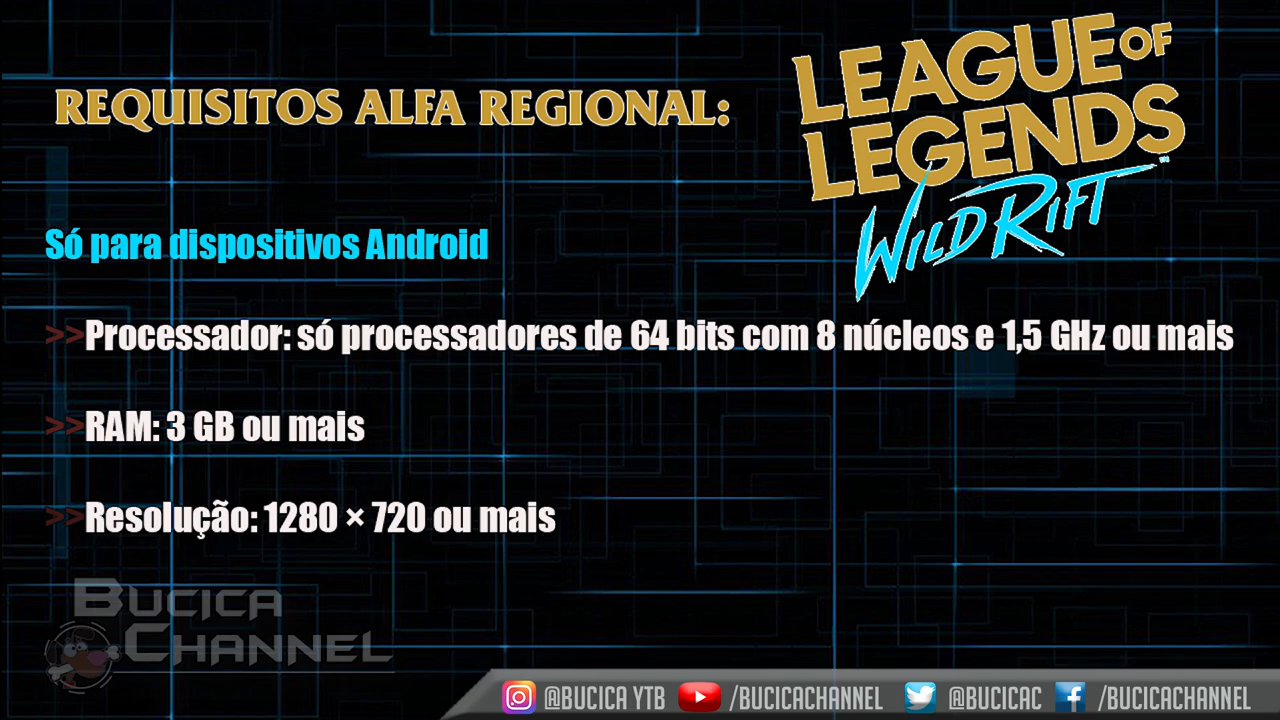 LEAGUE OF
LEGENDS
WILD RIFT
REQUISITOS ALFA REGIONAL:
Só para dispositivos Android
>>Processador: só processadores de 64 bits com 8 núcleos e 1,5 GHz ou mais
>>RAM: 3 GB ou mais
>>Resolução: 1280 × 720 ou mais
BUCICA
CHANNEL
@BUCICA YTB /BUCICACHANNEL @BUCICAC /BUCICACHANNEL